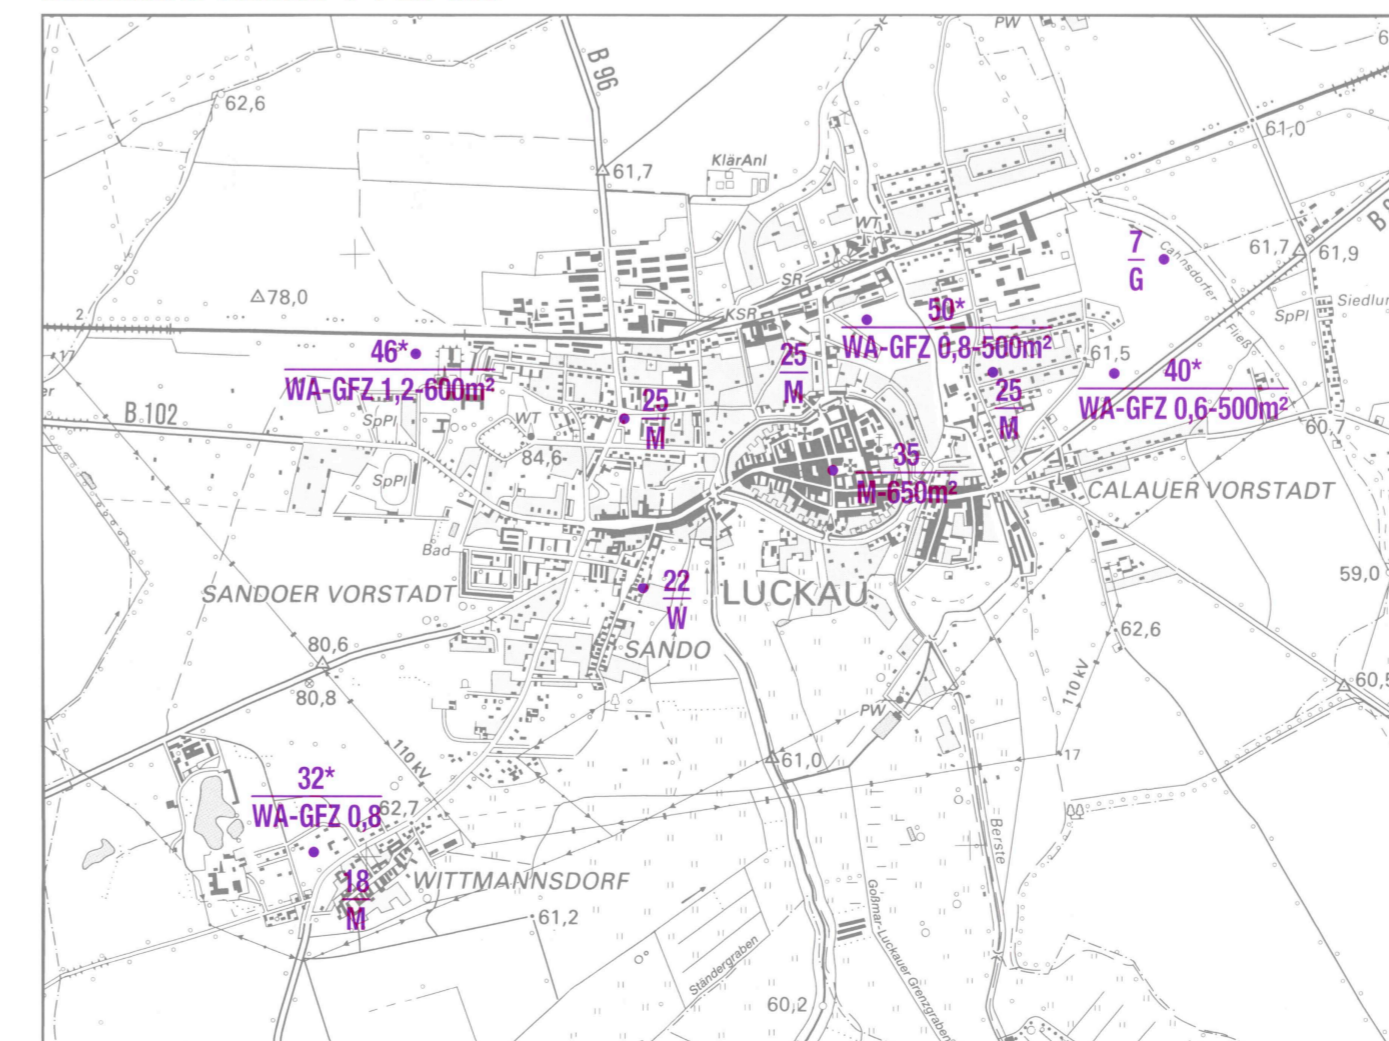 PW
B 96
62,6
61,0
61,7
KlärAnl
WT
7
G
Cahnsdorfer
61,7
61,9
B
78,0
SR
KSR
50*
WA-GFZ 0,8-500m²
Fließ
SpPl
2
17
46*
WA-GFZ 1,2-600m²
25
M
61,5
40*
WA-GFZ 0,6-500m²
B 102
SpPl
WT
25
M
25
M
60,7
84,6
35
M-650m²
SpPl
CALAUER VORSTADT
Bad
SANDOER VORSTADT
22
W
LUCKAU
59,0
80,6
SANDO
62,6
80,8
PW
110 kV
110 kV
61,0
17
32*
WA-GFZ 0,8
62,7
Berste
18
M
WITTMANNSDORF
61,2
Goßmar-Luckauer Grenzgraben
Ständergraben
60,2